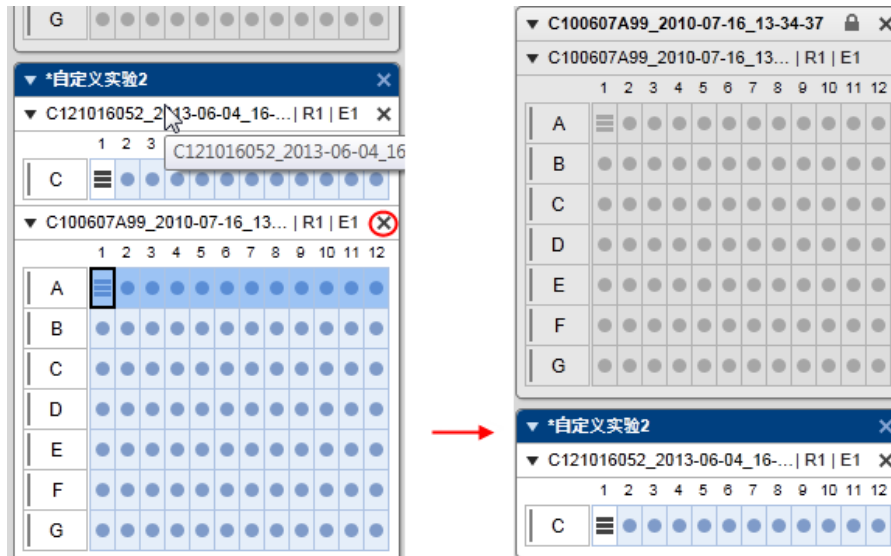 G
*自定义实验2
C121016052_2013-06-04_16-...| R1 | E1
1 2 3
C121016052_2013-06-04_16
C
C100607A99_2010-07-16_13... | R1 | E1
1 2 3 4 5 6 7 8 9 10 11 12
A
B
C
D
E
F
G
C100607A99_2010-07-16_13-34-37
C100607A99_2010-07-16_13... | R1 | E1
1 2 3 4 5 6 7 8 9 10 11 12
A
B
C
D
E
F
G
*自定义实验2
C121016052_2013-06-04_16-...| R1 | E1
1 2 3 4 5 6 7 8 9 10 11 12
C